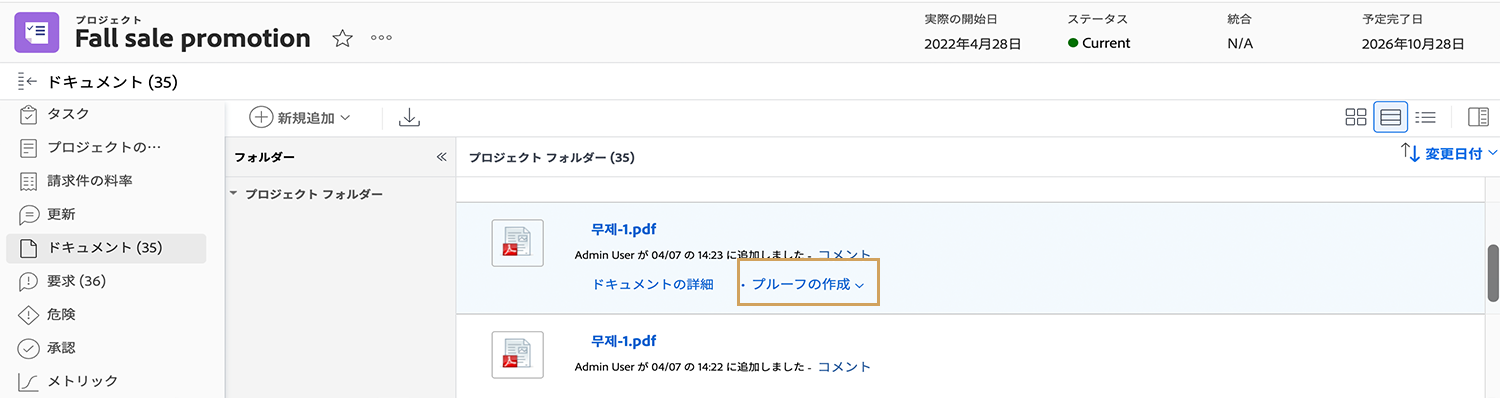 プロジェクト
Fall sale promotion
実際の開始日
2022年4月28日
ステータス
Current
統合
N/A
予定完了日
2026年10月28日
ドキュメント (35)
タスク
プロジェクトの…
請求件の料率
更新
ドキュメント (35)
要求 (36)
危険
承認
メトリック
新規追加
フォルダー
プロジェクト フォルダー
プロジェクト フォルダー (35)
変更日付
무제-1.pdf
Admin User が 04/07 の 14:23 に追加しました - コメント
ドキュメントの詳細 • プルーフの作成
무제-1.pdf
Admin User が 04/07 の 14:22 に追加しました - コメント